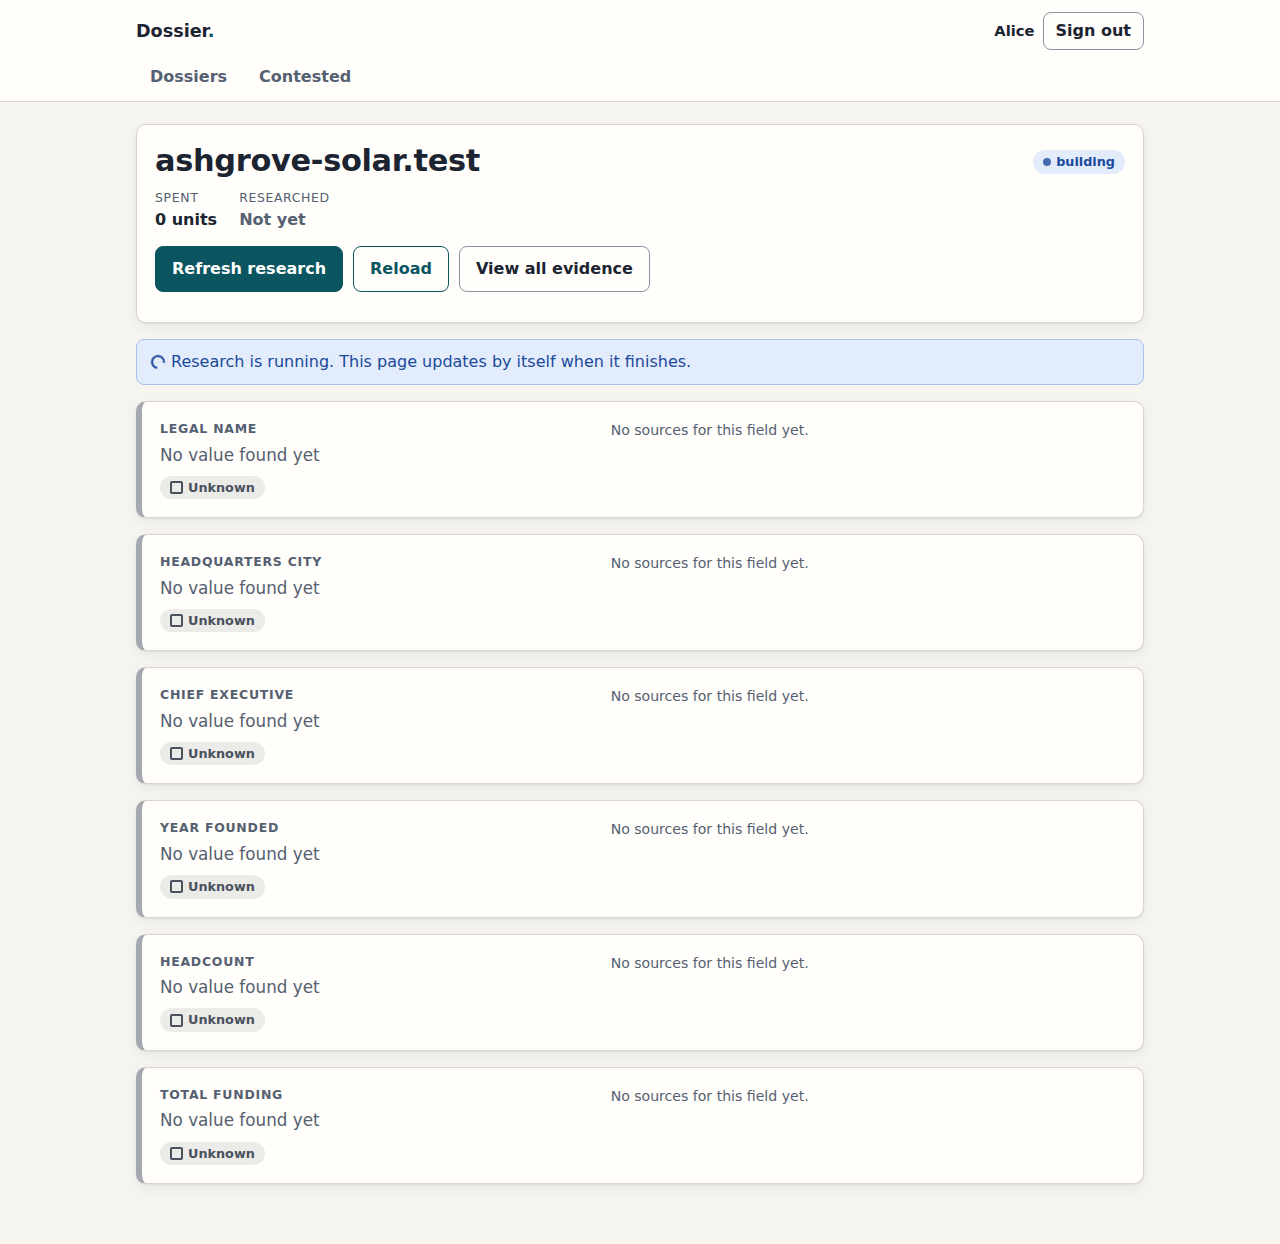 Dossier.
Alice
Sign out
Dossiers
Contested
ashgrove-solar.test
building
SPENT
RESEARCHED
0 units
Not yet
Refresh research
Reload
View all evidence
Research is running. This page updates by itself when it finishes.
LEGAL NAME
No value found yet
Unknown
No sources for this field yet.
HEADQUARTERS CITY
No value found yet
Unknown
No sources for this field yet.
CHIEF EXECUTIVE
No value found yet
Unknown
No sources for this field yet.
YEAR FOUNDED
No value found yet
Unknown
No sources for this field yet.
HEADCOUNT
No value found yet
Unknown
No sources for this field yet.
TOTAL FUNDING
No value found yet
Unknown
No sources for this field yet.